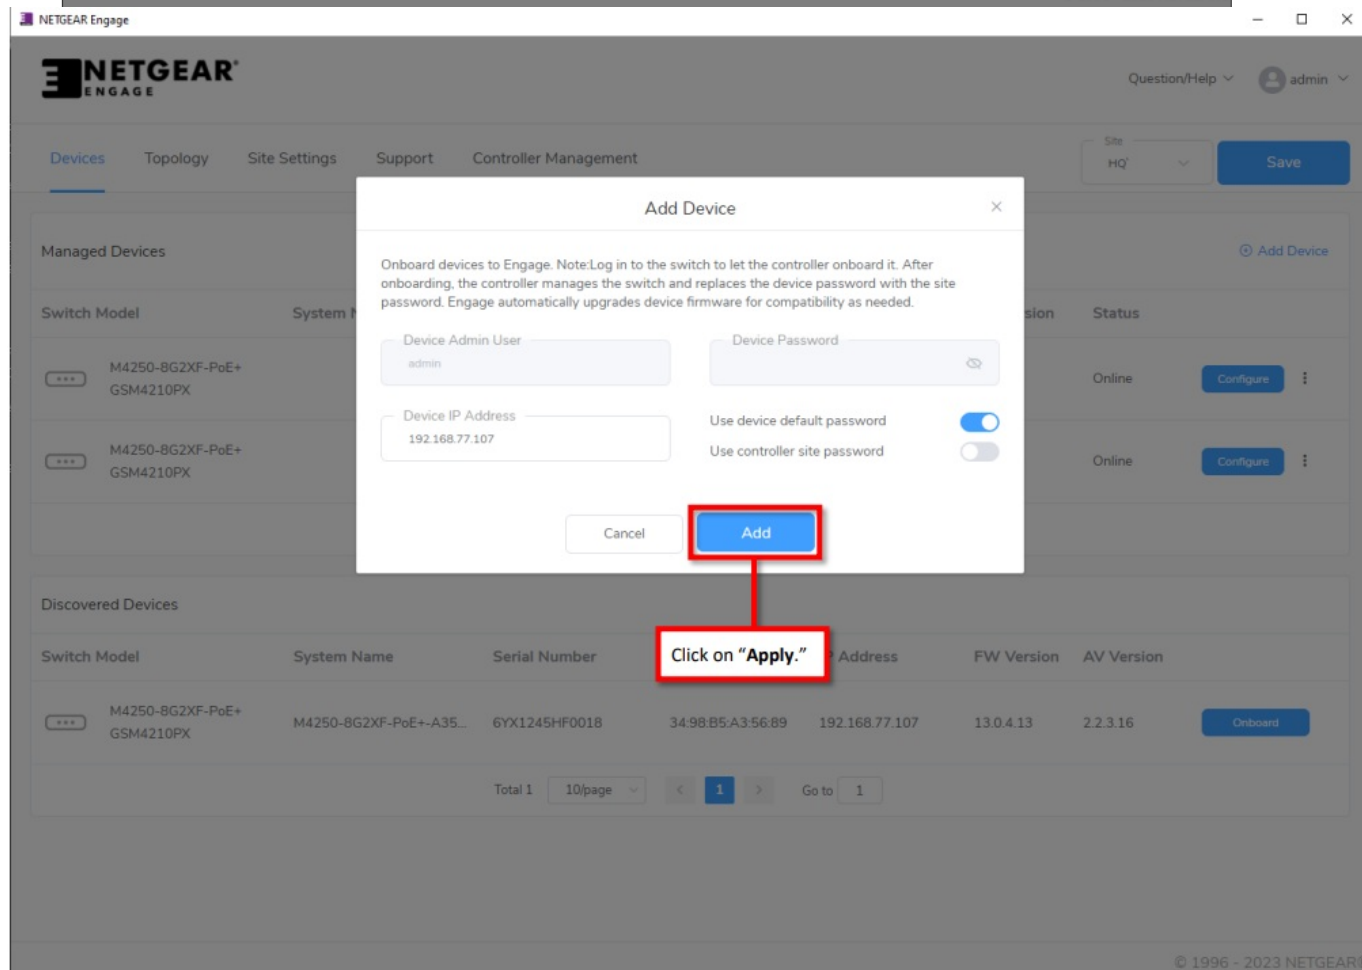 NETGEAR Engage
NETGEAR®
ENGAGE
Question/Help
admin
Devices Topology Site Settings Support Controller Management
Site
HQ'
Save
Add Device
Managed Devices
Add Device
Onboard devices to Engage. Note:Log in to the switch to let the controller onboard it. After
onboarding, the controller manages the switch and replaces the device password with the site
password. Engage automatically upgrades device firmware for compatibility as needed.
Switch Model System N sion Status
Device Admin User
admin
Device Password
M4250-8G2XF-PoE+
GSM4210PX
Online Configure
Device IP Address
192.168.77.107
Use device default password
Use controller site password
M4250-8G2XF-PoE+
GSM4210PX
Online Configure
Cancel Add
Discovered Devices
Click on “Apply.”
Switch Model System Name Serial Number Address FW Version AV Version
M4250-8G2XF-PoE+
GSM4210PX
M4250-8G2XF-PoE+-A35... 6YX1245HF0018 34:98:B5:A3:56:89 192.168.77.107 13.0.4.13 2.2.3.16 Onboard
Total 1 10/page < 1 > Go to 1
© 1996 - 2023 NETGEAR